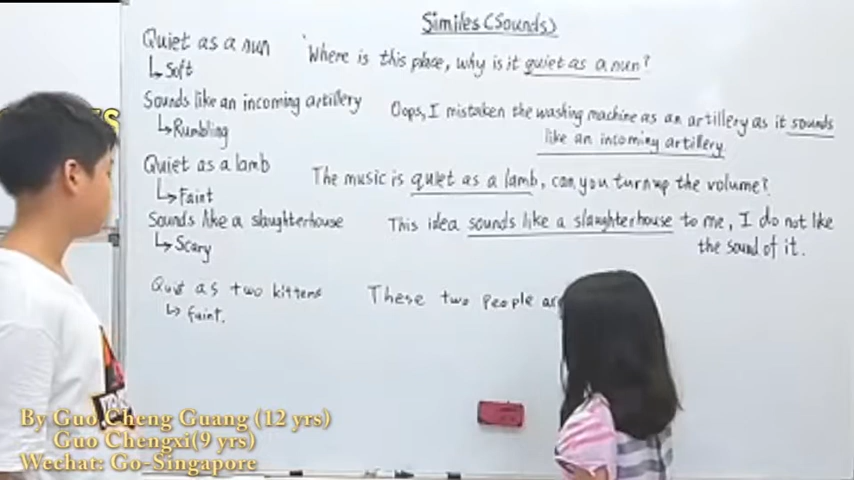 Similes (Sounds)
Quiet as a nun
↳ Soft
Where is this place, why is it quiet as a nun?
Sounds like an incoming artillery
↳ Rumbling
Oops, I mistaken the washing machine as an artillery as it sounds
like an incoming artillery.
Quiet as a lamb
↳ Faint
The music is quiet as a lamb, can you turn up the volume?
Sounds like a slaughterhouse
↳ Scary
This idea sounds like a slaughterhouse to me, I do not like
the sound of it.
Quiet as two kittens
↳ faint.
These two people
By Guo Cheng Guang (12 yrs)
Guo Chengxi(9 yrs)
Wechat: Go-Singapore